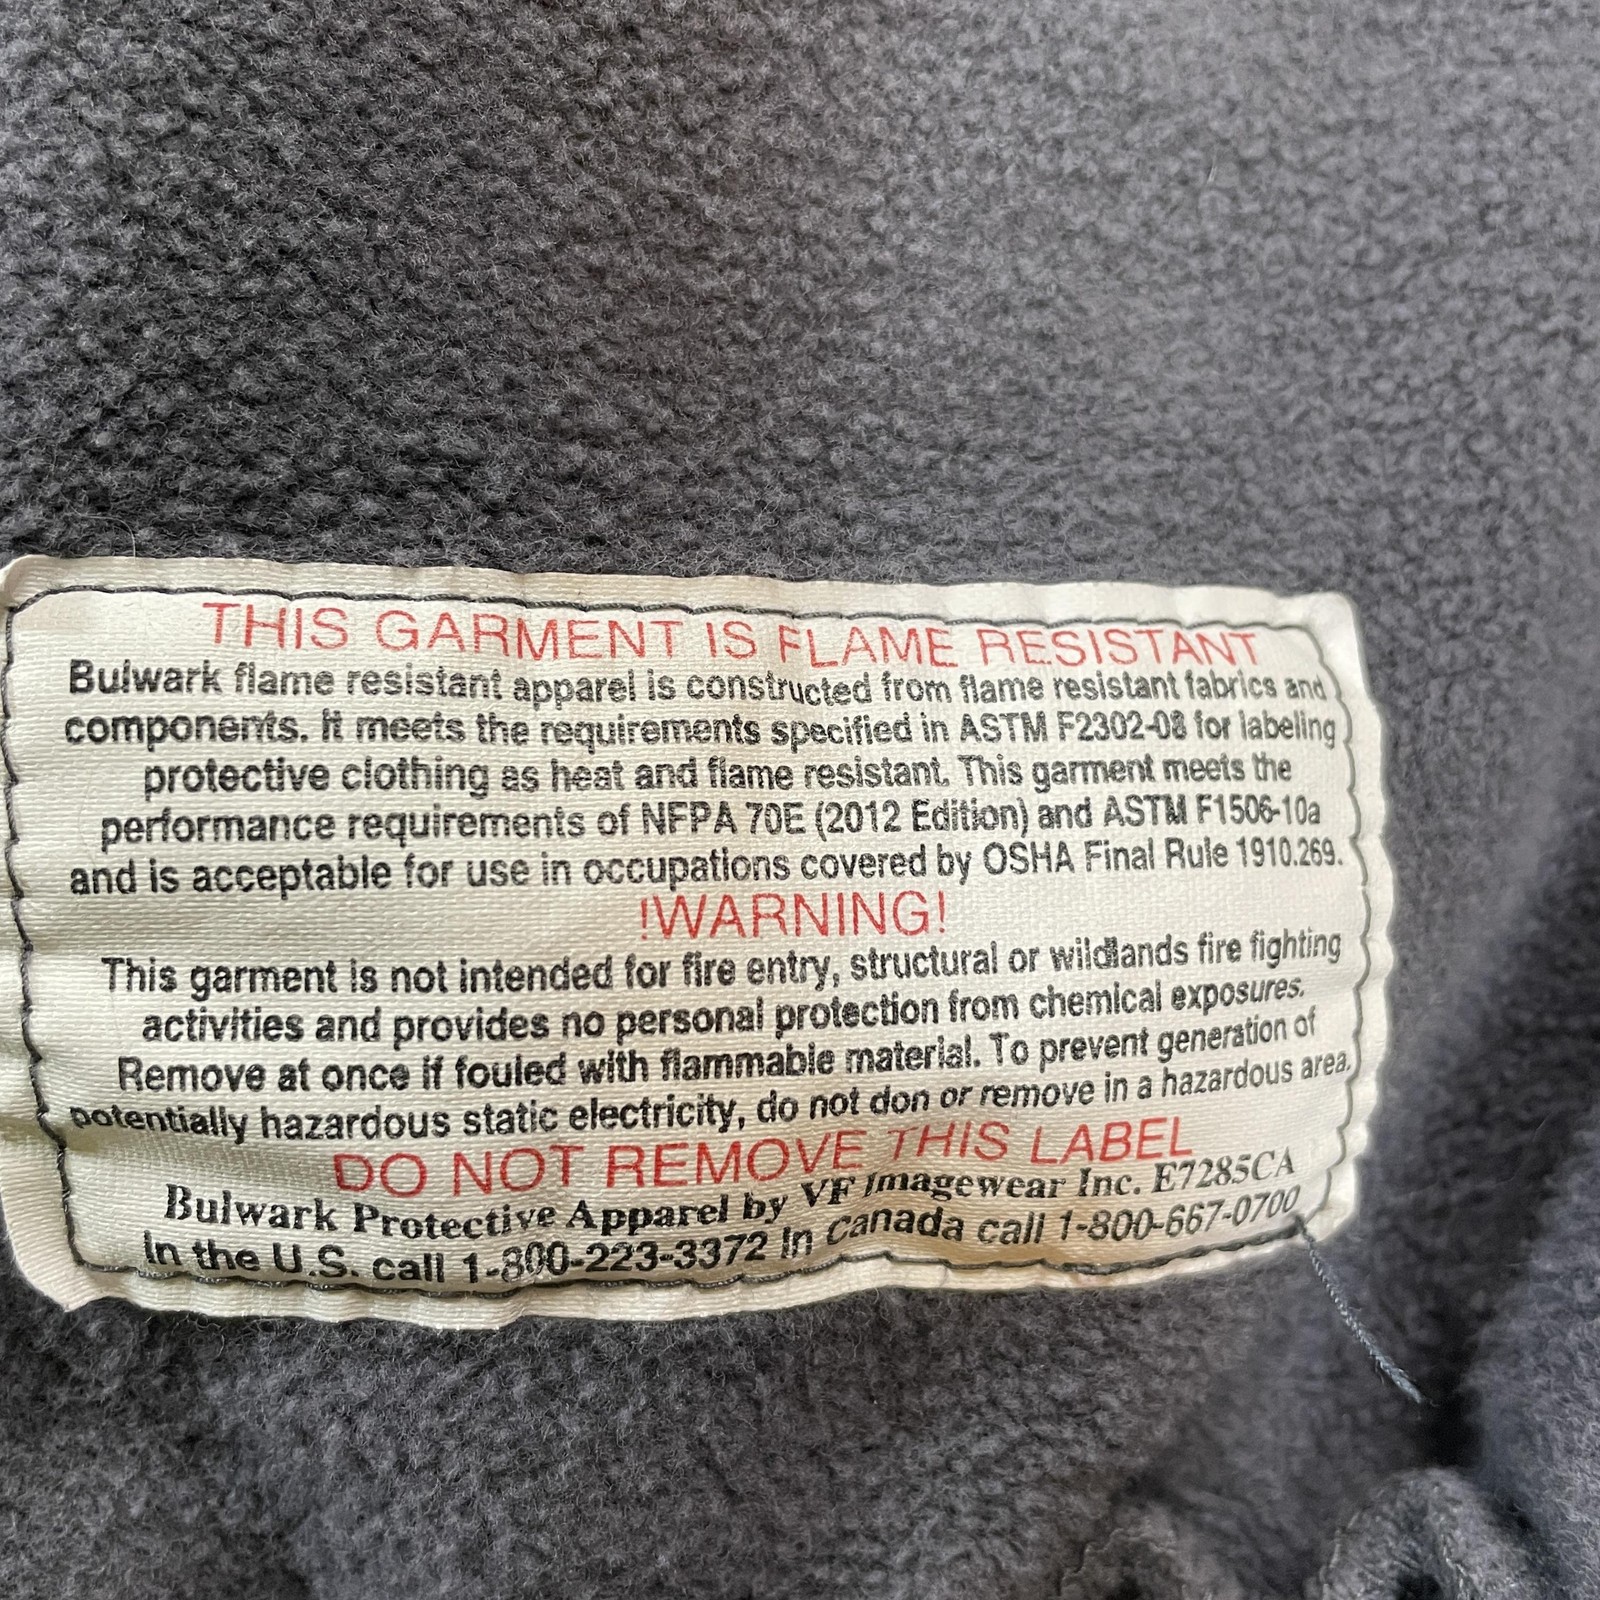 THIS GARMENT IS FLAME RESISTANT
Bulwark flame resistant apparel is constructed from flame resistant fabrics and
components. It meets the requirements specified in ASTM F2302-08 for labeling
protective clothing as heat and flame resistant. This garment meets the
performance requirements of NFPA 70E (2012 Edition) and ASTM F1506-10a
and is acceptable for use in occupations covered by OSHA Final Rule 1910.269.
!WARNING!
This garment is not intended for fire entry, structural or wildlands fire fighting
activities and provides no personal protection from chemical exposures.
Remove at once if fouled with flammable material. To prevent generation of
potentially hazardous static electricity, do not don or remove in a hazardous area.
DO NOT REMOVE THIS LABEL
Bulwark Protective Apparel by VF Imagewear Inc. E7285CA
In the U.S. call 1-800-223-3372 In Canada call 1-800-667-0700